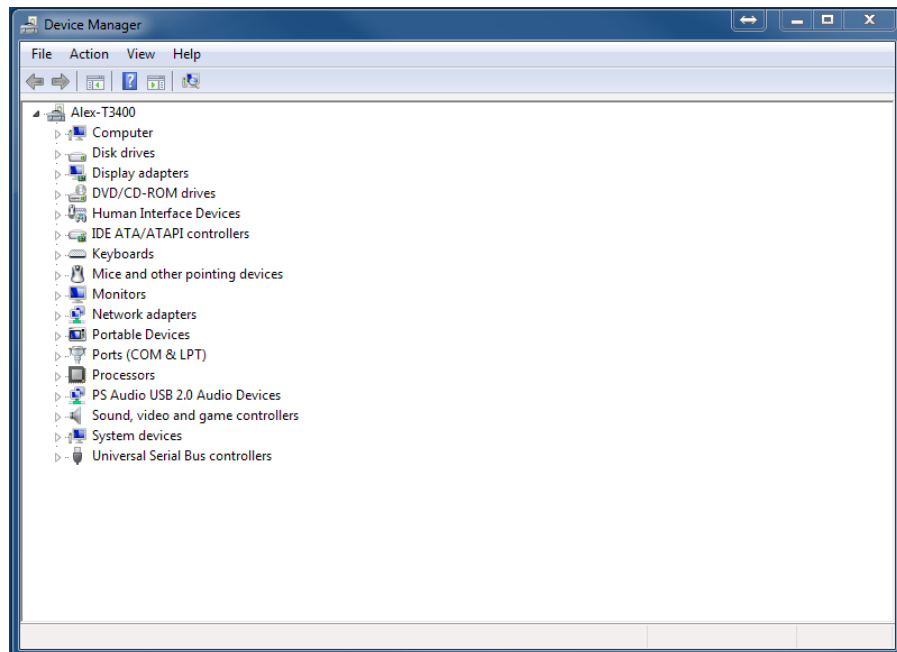 Device Manager
File Action View Help
Alex-T3400
Computer
Disk drives
Display adapters
DVD/CD-ROM drives
Human Interface Devices
IDE ATA/ATAPI controllers
Keyboards
Mice and other pointing devices
Monitors
Network adapters
Portable Devices
Ports (COM & LPT)
Processors
PS Audio USB 2.0 Audio Devices
Sound, video and game controllers
System devices
Universal Serial Bus controllers